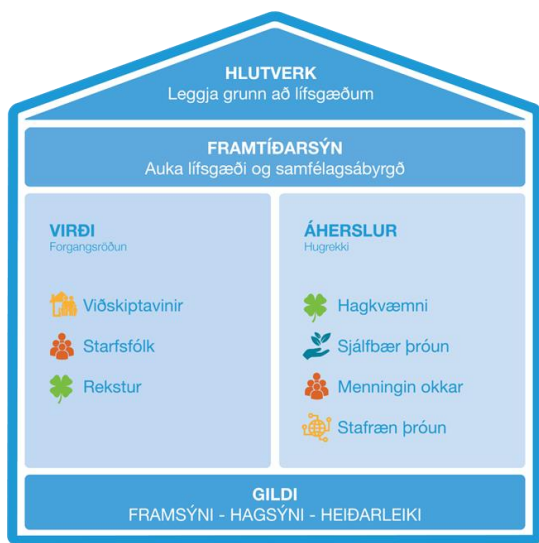 HLUTVERK
Leggja grunn að lífsgæðum
FRAMTÍÐARSÝN
Auka lífsgæði og samfélagsábyrgð
VIRÐI
Forgangsröðun
Viðskiptavinir
Starfsfólk
Rekstur
ÁHERSLUR
Hugrekki
Hagkvæmni
Sjálfbær þróun
Menningin okkar
Stafræn þróun
GILDI
FRAMSÝNI - HAGSÝNI - HEIÐARLEIKI